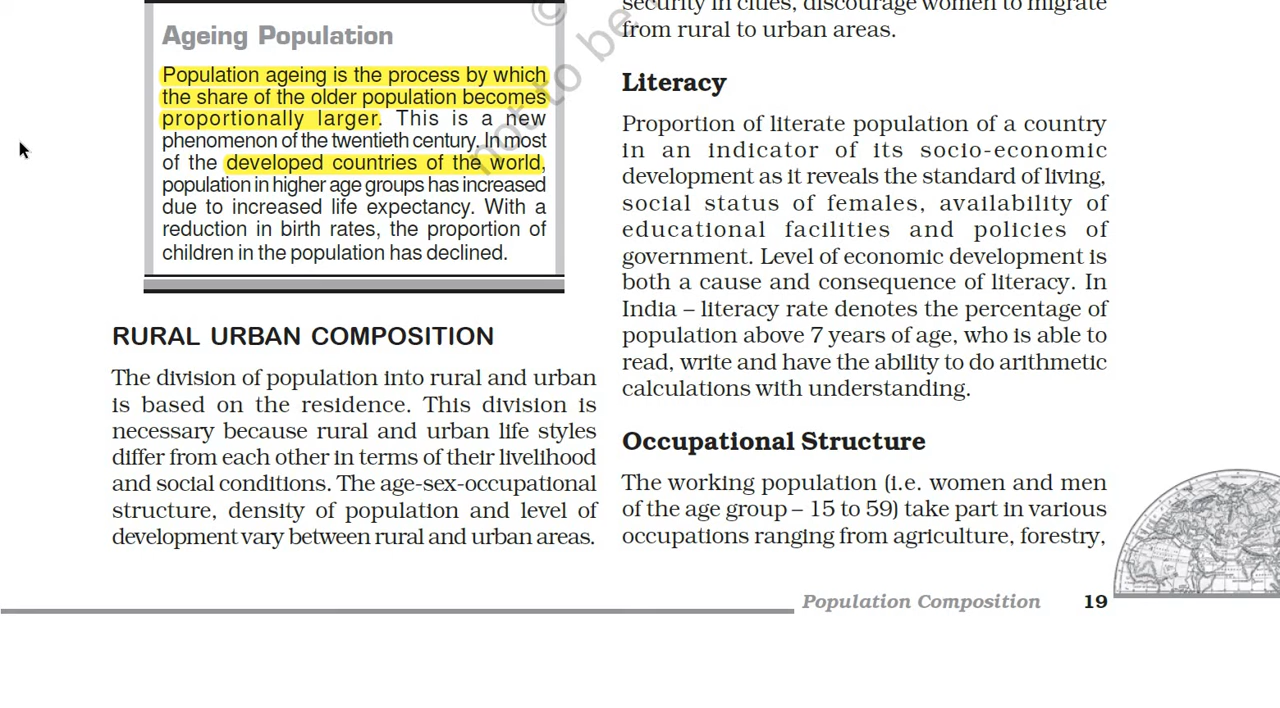 Ageing Population
Population ageing is the process by which
the share of the older population becomes
proportionally larger. This is a new
phenomenon of the twentieth century. In most
of the developed countries of the world,
population in higher age groups has increased
due to increased life expectancy. With a
reduction in birth rates, the proportion of
children in the population has declined.
RURAL URBAN COMPOSITION
The division of population into rural and urban
is based on the residence. This division is
necessary because rural and urban life styles
differ from each other in terms of their livelihood
and social conditions. The age-sex-occupational
structure, density of population and level of
development vary between rural and urban areas.
security in cities, discourage women to migrate
from rural to urban areas.
Literacy
Proportion of literate population of a country
in an indicator of its socio-economic
development as it reveals the standard of living,
social status of females, availability of
educational facilities and policies of
government. Level of economic development is
both a cause and consequence of literacy. In
India – literacy rate denotes the percentage of
population above 7 years of age, who is able to
read, write and have the ability to do arithmetic
calculations with understanding.
Occupational Structure
The working population (i.e. women and men
of the age group – 15 to 59) take part in various
occupations ranging from agriculture, forestry,
Population Composition 19
© not to be